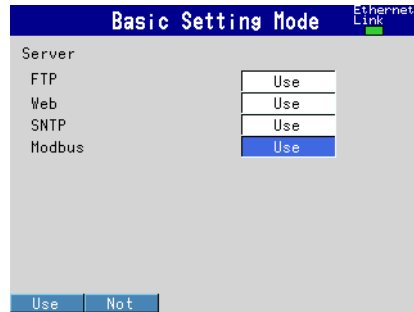 Basic Setting Mode
Ethernet
Link
Server
FTP Use
Web Use
SNTP Use
Modbus Use
Use Not